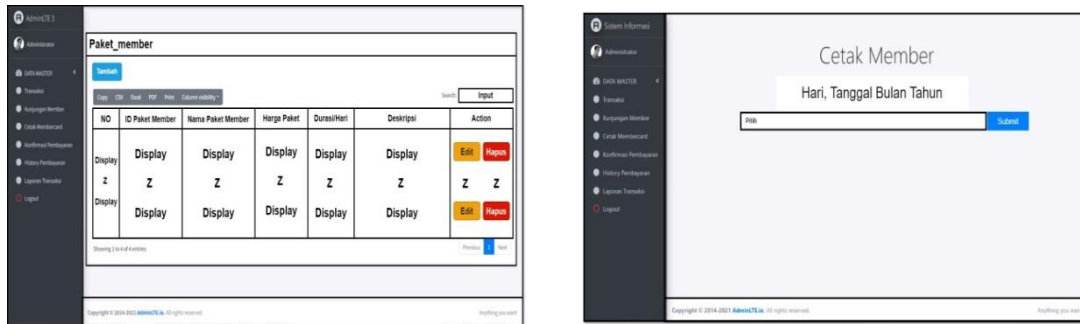 AdminLTE 3
Administrator
DATA MASTER
Transaksi
Kunjungan Member
Cetak Membercard
Konfirmasi Pembayaran
History Pembayaran
Laporan Transaksi
Logout
Paket_member
Tambah
Copy CSV Excel PDF Print Column visibility
Search: Input
NO ID Paket Member Nama Paket Member Harga Paket Durasi/Hari Deskripsi Action
Display Display Display Display Display Display Edit Hapus
Z Z Z Z Z Z Z Z
Display Display Display Display Display Display Edit Hapus
Showing 1 to 4 of 4 entries
Previous 1 Next
Copyright © 2014-2021 AdminLTE.io. All rights reserved.
Anything you want
Sistem Informasi
Administrator
DATA MASTER
Transaksi
Kunjungan Member
Cetak Membercard
Konfirmasi Pembayaran
History Pembayaran
Laporan Transaksi
Logout
Cetak Member
Hari, Tanggal Bulan Tahun
Pilih Submit
Copyright © 2014-2021 AdminLTE.io. All rights reserved.
Anything you want